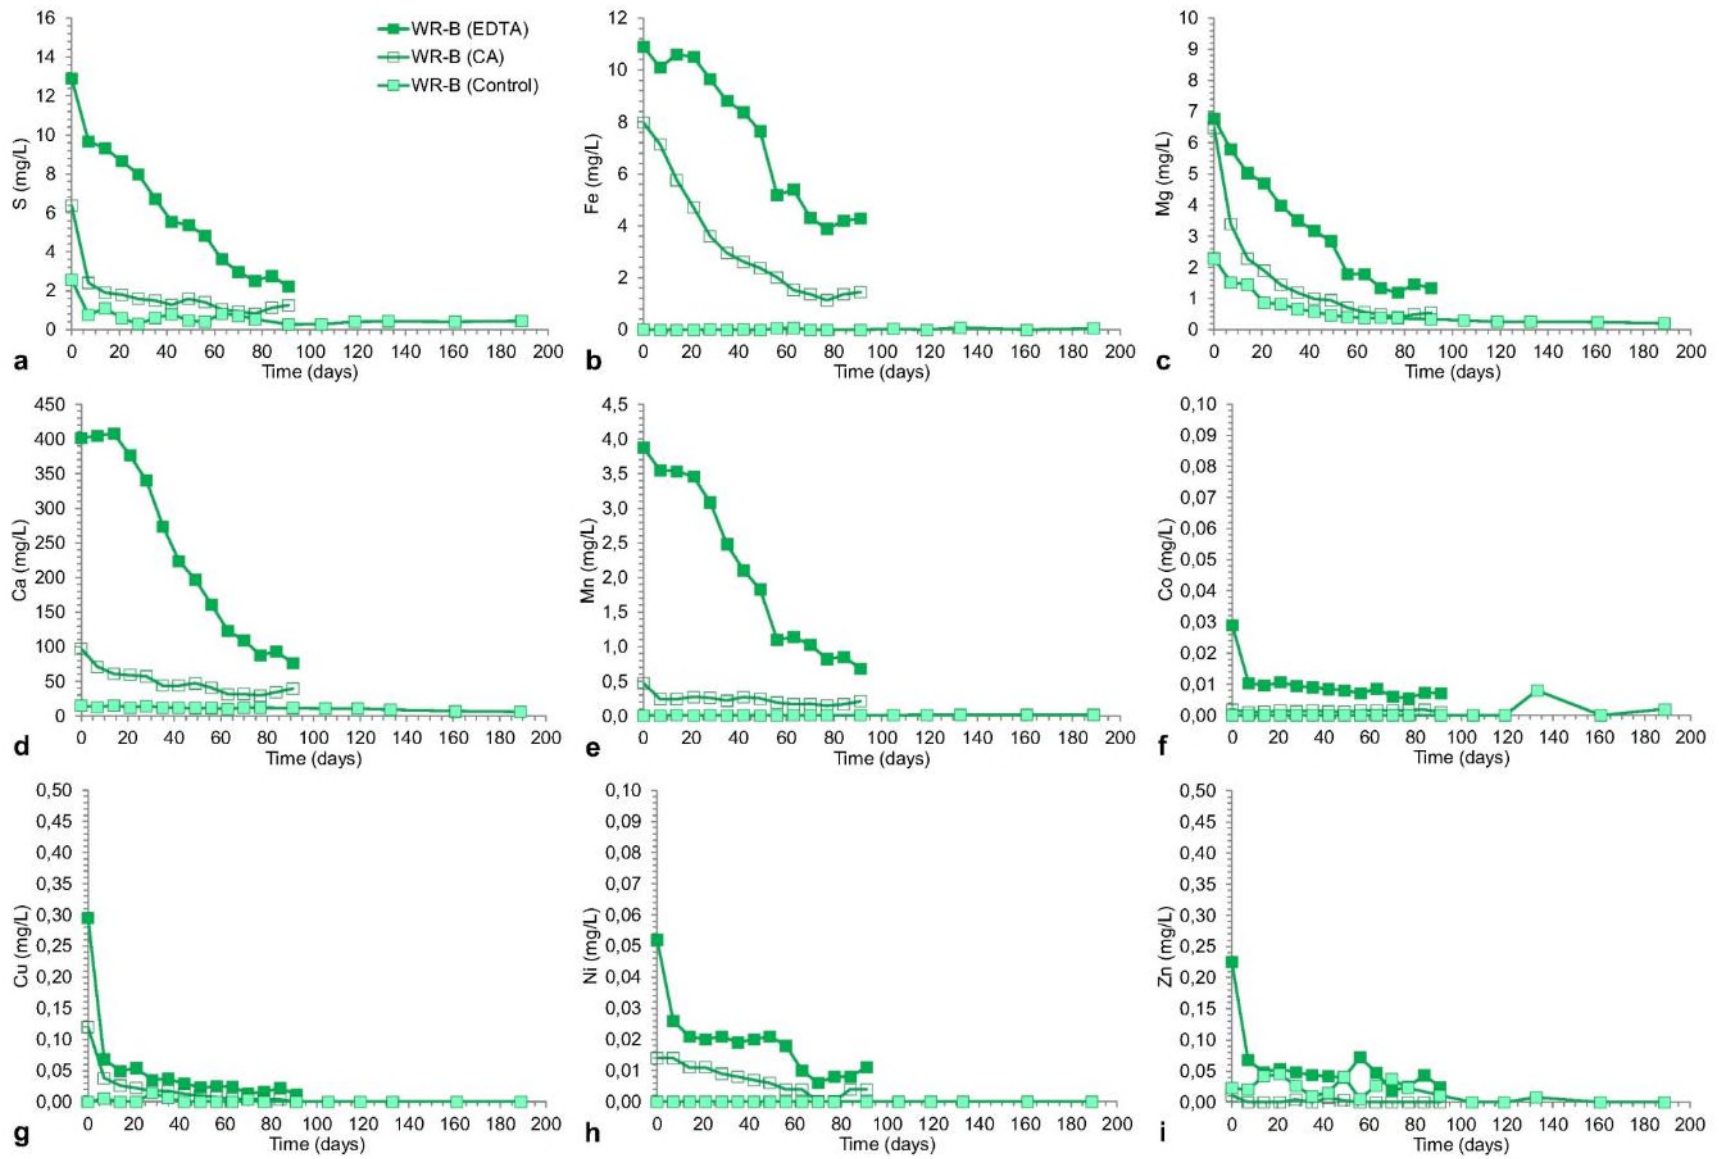 WR-B (EDTA)
WR-B (CA)
WR-B (Control)
S (mg/L)
16
14
12
10
8
6
4
2
0
0 20 40 60 80 100 120 140 160 180 200
Time (days)
a
Fe (mg/L)
12
10
8
6
4
2
0
0 20 40 60 80 100 120 140 160 180 200
Time (days)
b
Mg (mg/L)
10
9
8
7
6
5
4
3
2
1
0
0 20 40 60 80 100 120 140 160 180 200
Time (days)
c
Ca (mg/L)
450
400
350
300
250
200
150
100
50
0
0 20 40 60 80 100 120 140 160 180 200
Time (days)
d
Mn (mg/L)
4,5
4,0
3,5
3,0
2,5
2,0
1,5
1,0
0,5
0,0
0 20 40 60 80 100 120 140 160 180 200
Time (days)
e
Co (mg/L)
0,10
0,09
0,08
0,07
0,06
0,05
0,04
0,03
0,02
0,01
0,00
0 20 40 60 80 100 120 140 160 180 200
Time (days)
f
Cu (mg/L)
0,50
0,45
0,40
0,35
0,30
0,25
0,20
0,15
0,10
0,05
0,00
0 20 40 60 80 100 120 140 160 180 200
Time (days)
g
Ni (mg/L)
0,10
0,09
0,08
0,07
0,06
0,05
0,04
0,03
0,02
0,01
0,00
0 20 40 60 80 100 120 140 160 180 200
Time (days)
h
Zn (mg/L)
0,50
0,45
0,40
0,35
0,30
0,25
0,20
0,15
0,10
0,05
0,00
0 20 40 60 80 100 120 140 160 180 200
Time (days)
i